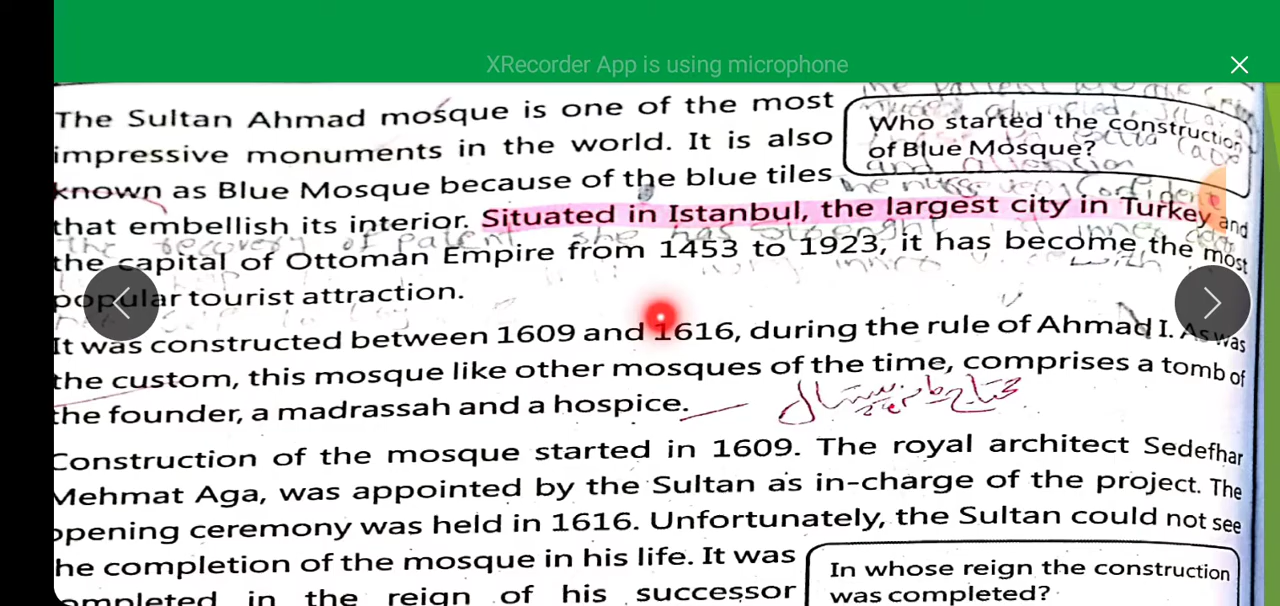 XRecorder App is using microphone
The Sultan Ahmad mosque is one of the most
impressive monuments in the world. It is also
known as Blue Mosque because of the blue tiles
that embellish its interior. Situated in Istanbul, the largest city in Turkey and
the capital of Ottoman Empire from 1453 to 1923, it has become the most
popular tourist attraction.
Who started the construction
of Blue Mosque?
It was constructed between 1609 and 1616, during the rule of Ahmad I. As was
the custom, this mosque like other mosques of the time, comprises a tomb of
the founder, a madrassah and a hospice.
محتاج
Construction of the mosque started in 1609. The royal architect Sedefhar
Mehmat Aga, was appointed by the Sultan as in-charge of the project. The
opening ceremony was held in 1616. Unfortunately, the Sultan could not see
he completion of the mosque in his life. It was
ompleted in the reign of his successor
In whose reign the construction
was completed?